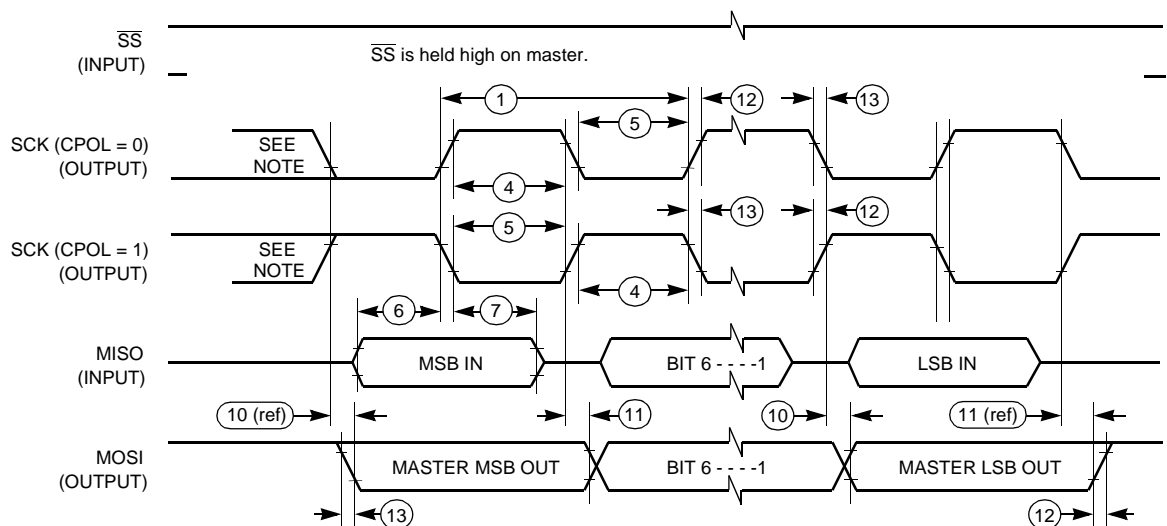 SS
(INPUT)
SS is held high on master.
1
12
13
5
SCK (CPOL = 0)
(OUTPUT)
SEE
NOTE
4
5
13
12
SCK (CPOL = 1)
(OUTPUT)
SEE
NOTE
4
6
7
MISO
(INPUT)
MSB IN
BIT 6 - - - -1
LSB IN
10 (ref)
11
10
11 (ref)
MOSI
(OUTPUT)
MASTER MSB OUT
BIT 6 - - - -1
MASTER LSB OUT
13
12